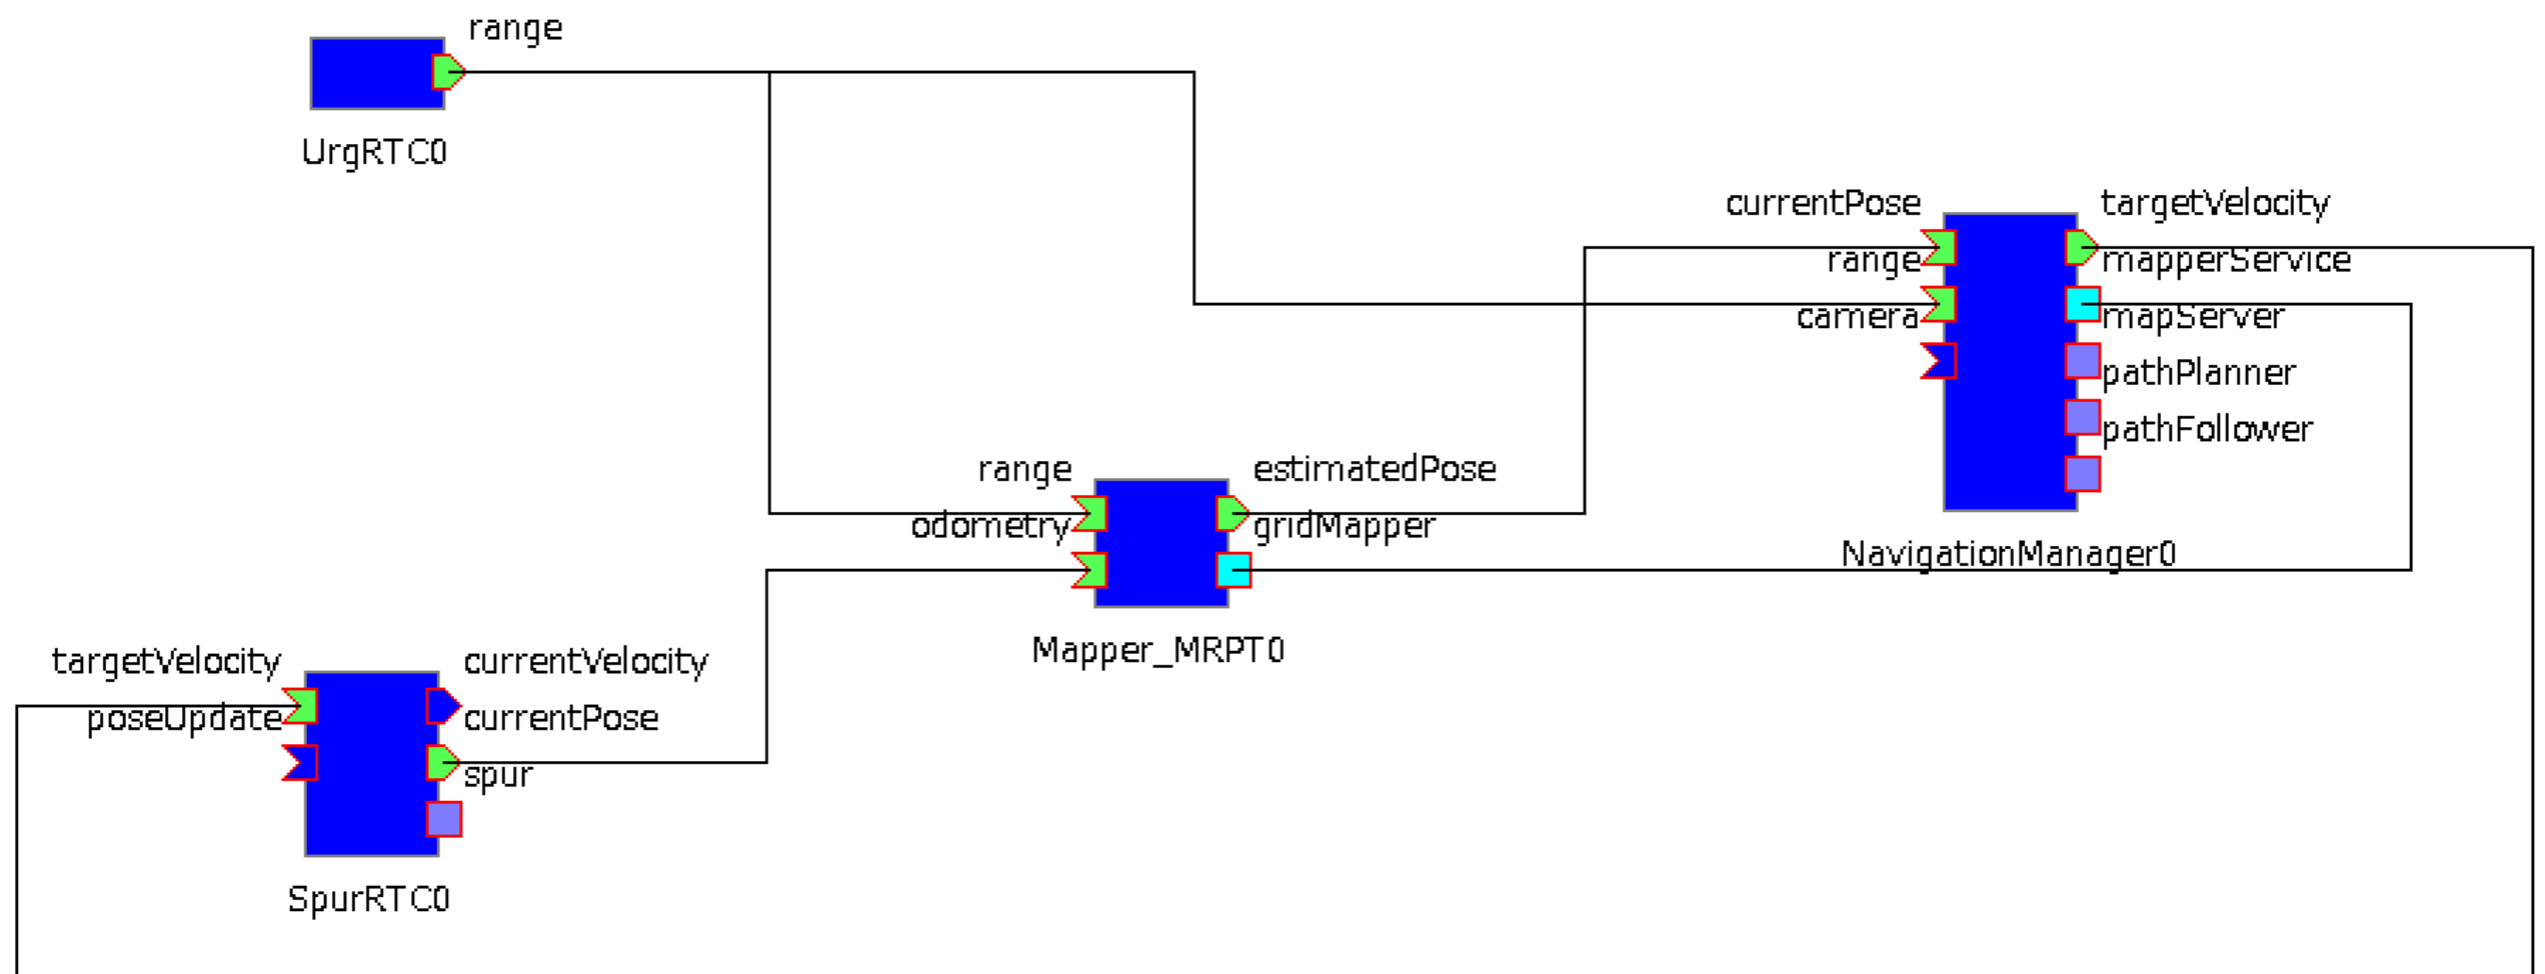 range
UrgRTC0
currentPose
range
camera
targetVelocity
mapperService
mapServer
pathPlanner
pathFollower
NavigationManager0
range
odometry
estimatedPose
gridMapper
Mapper_MRPT0
targetVelocity
poseUpdate
currentVelocity
currentPose
spur
SpurRTC0